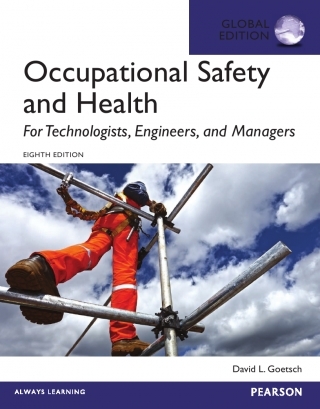 GLOBAL
EDITION
Occupational Safety
and Health
For Technologists, Engineers, and Managers
EIGHTH EDITION
David L. Goetsch
ALWAYS LEARNING
PEARSON